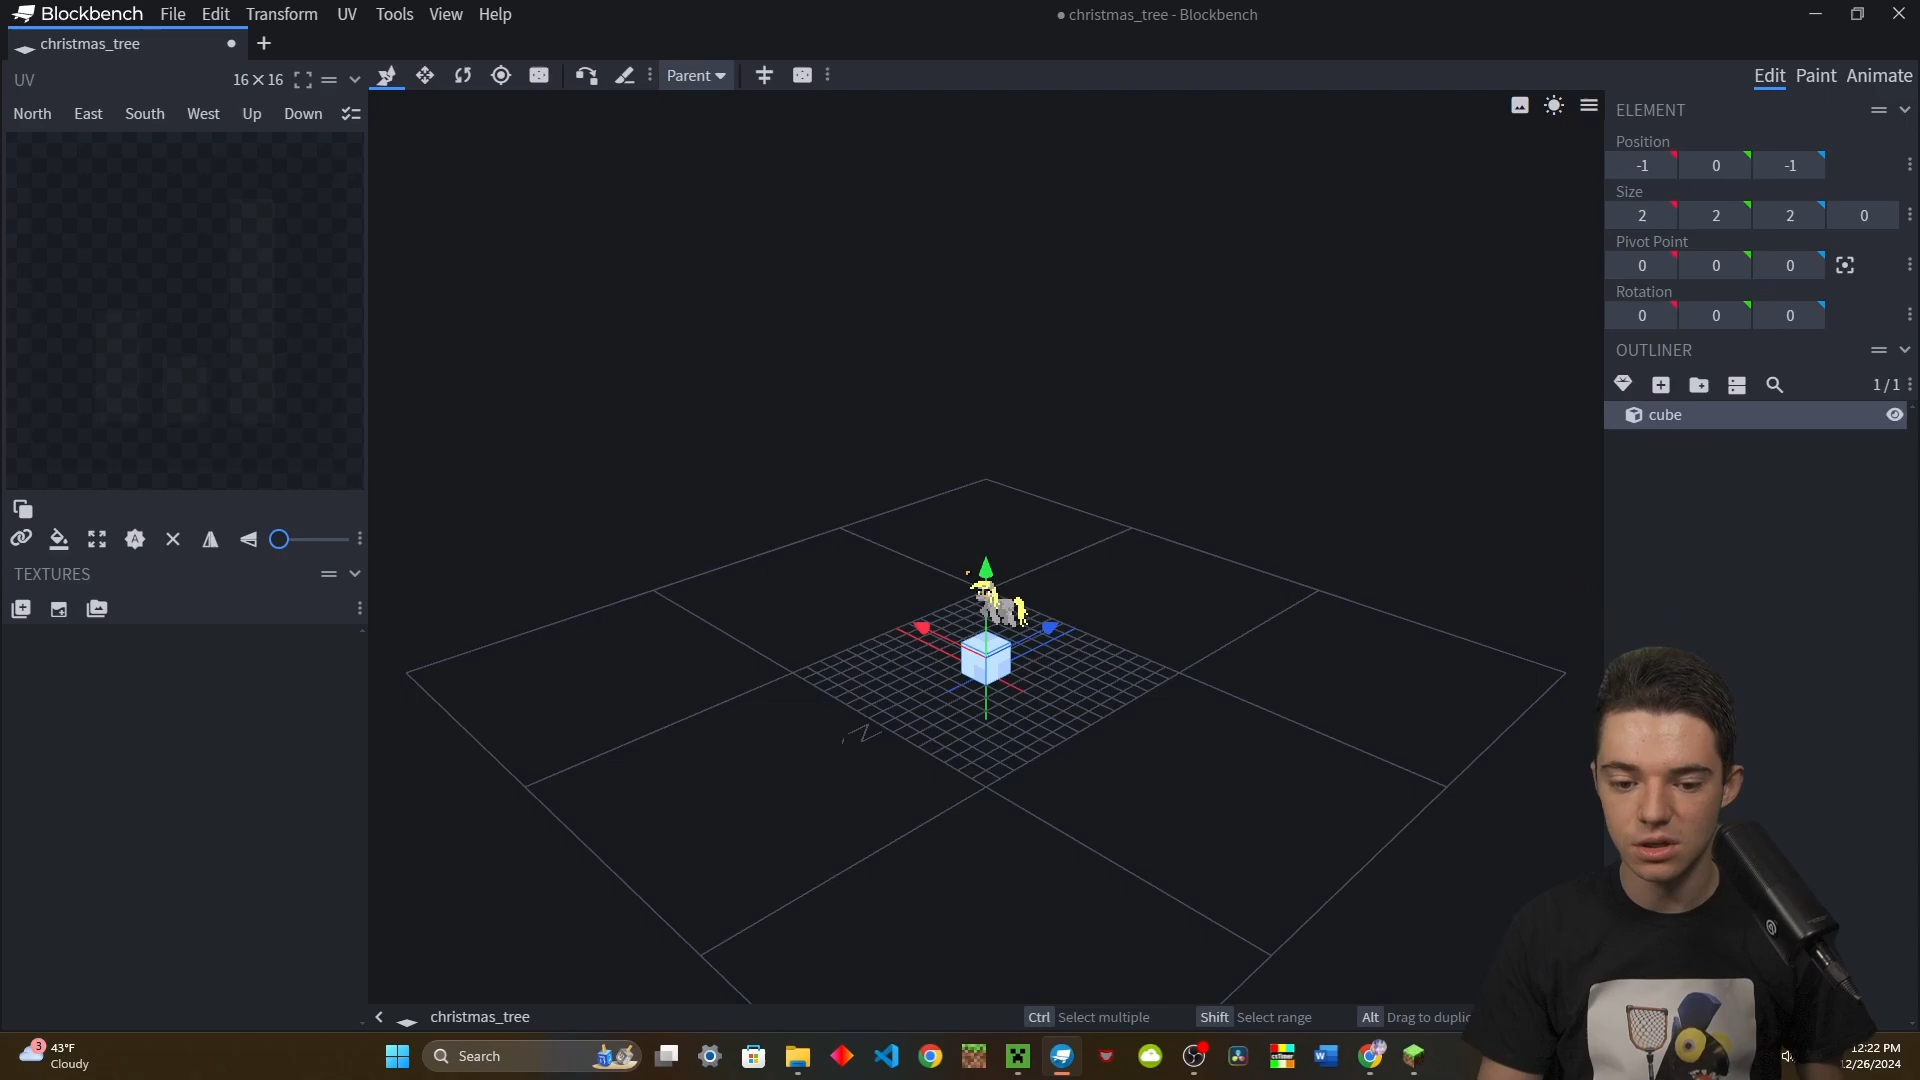 Blockbench File Edit Transform UV Tools View Help
christmas_tree - Blockbench
christmas_tree
UV 16×16
Parent
Edit Paint Animate
North East South West Up Down
ELEMENT
Position
-1 0 -1
Size
2 2 2 0
Pivot Point
0 0 0
Rotation
0 0 0
OUTLINER
1/1
cube
TEXTURES
christmas_tree
Ctrl Select multiple Shift Select range Alt Drag to duplic
3 43°F
Cloudy
Search
12:22 PM
12/26/2024